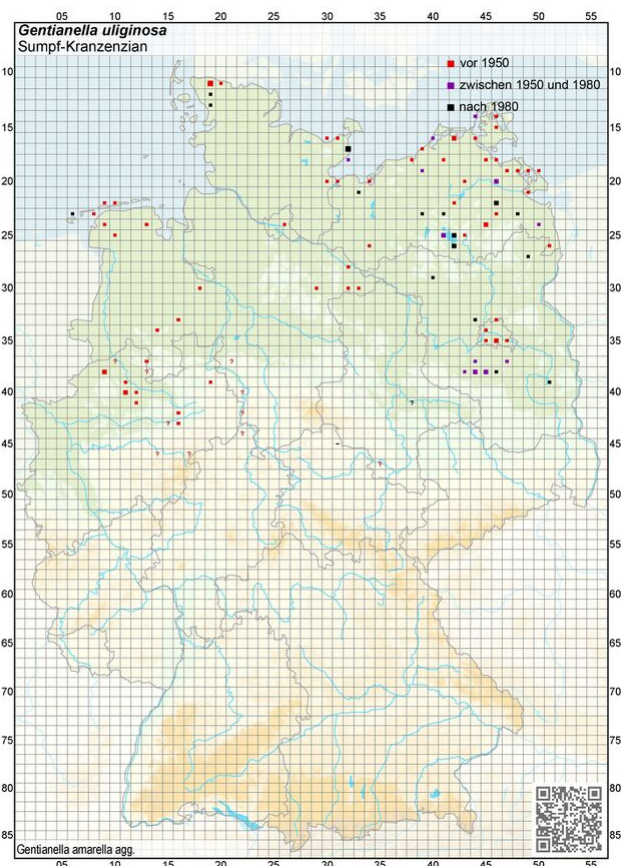 05 10 15 20 25 30 35 40 45 50 55
Gentianella uliginosa
Sumpf-Kranzenzian
vor 1950
zwischen 1950 und 1980
nach 1980
10 10
15 15
20 20
25 25
30 30
35 35
40 40
45 45
50 50
55 55
60 60
65 65
70 70
75 75
80 80
85 85
Gentianella amarella agg.
05 10 15 20 25 30 35 40 45 50 55